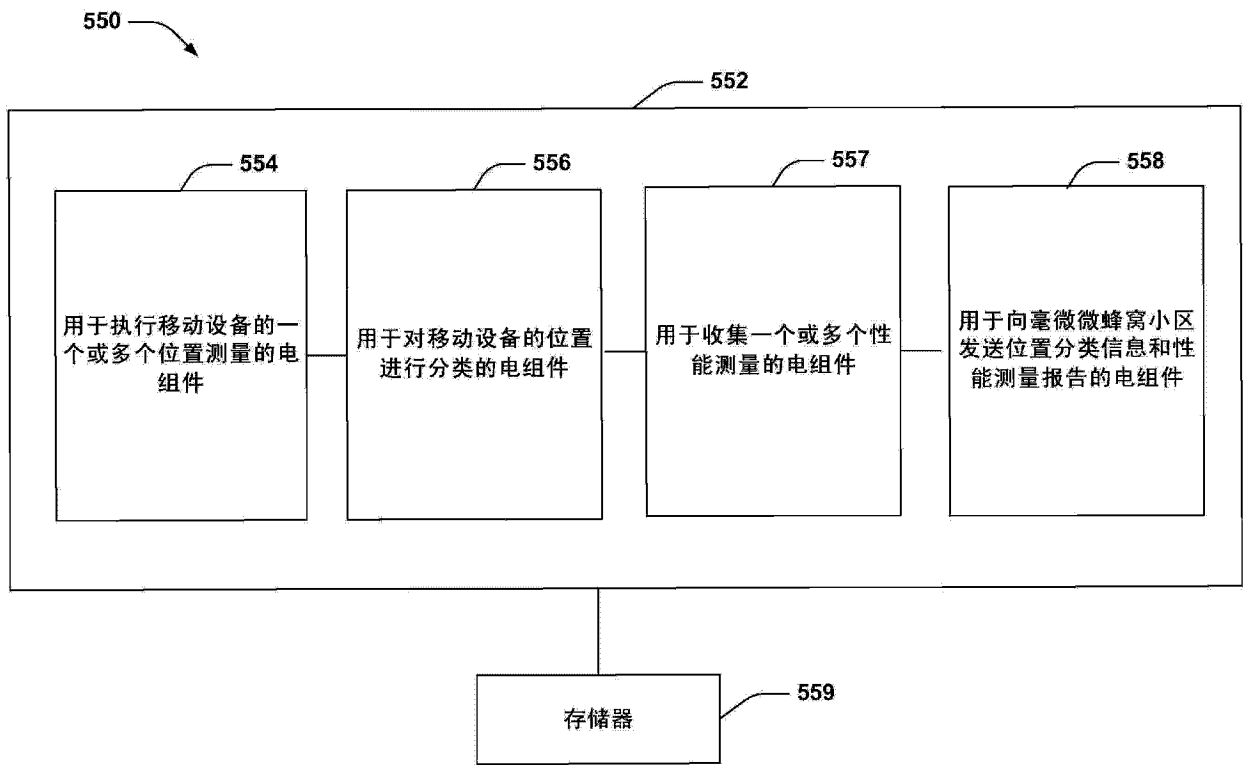 550
552
554
556
557
558
用于执行移动设备的一
个或多个位置测量的电
组件
用于对移动设备的位置
进行分类的电组件
用于收集一个或多个性
能测量的电组件
用于向毫微微蜂窝小区
发送位置分类信息和性
能测量报告的电组件
559
存储器